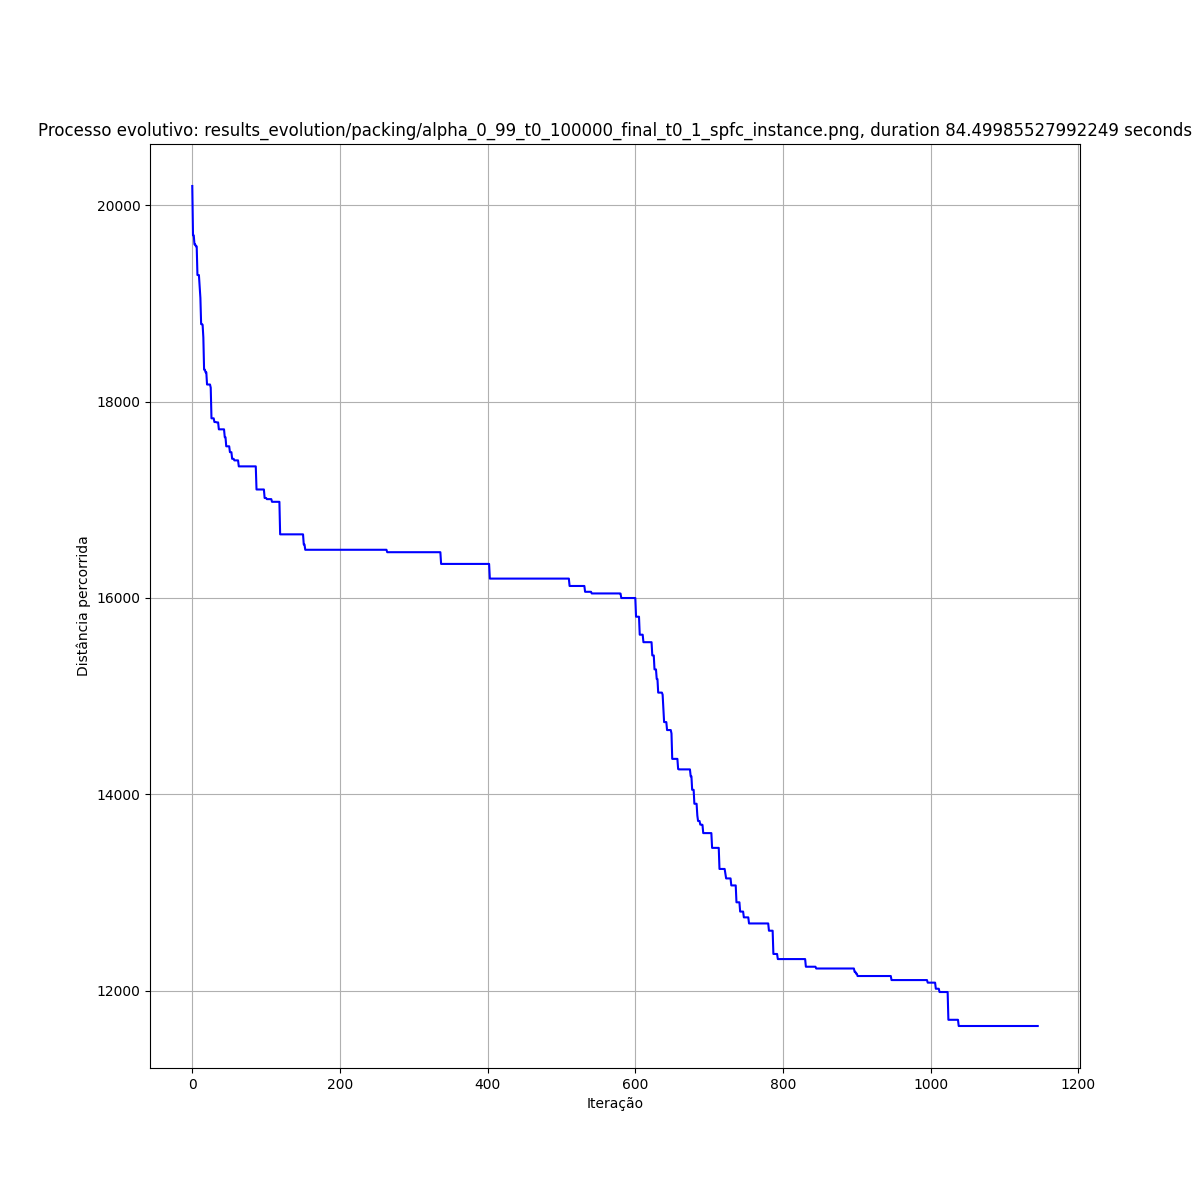 Processo evolutivo: results_evolution/packing/alpha_0_99_t0_100000_final_t0_1_spfc_instance.png, duration 84.49985527992249 seconds
20000
18000
16000
14000
12000
Distância percorrida
0 200 400 600 800 1000 1200
Iteração